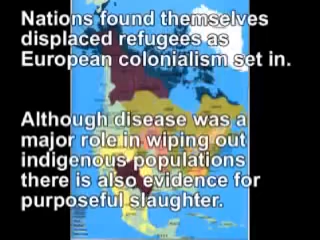 Nations found themselves
displaced refugees as
European colonialism set in.
Although disease was a
major role in wiping out
indigenous populations
there is also evidence for
purposeful slaughter.